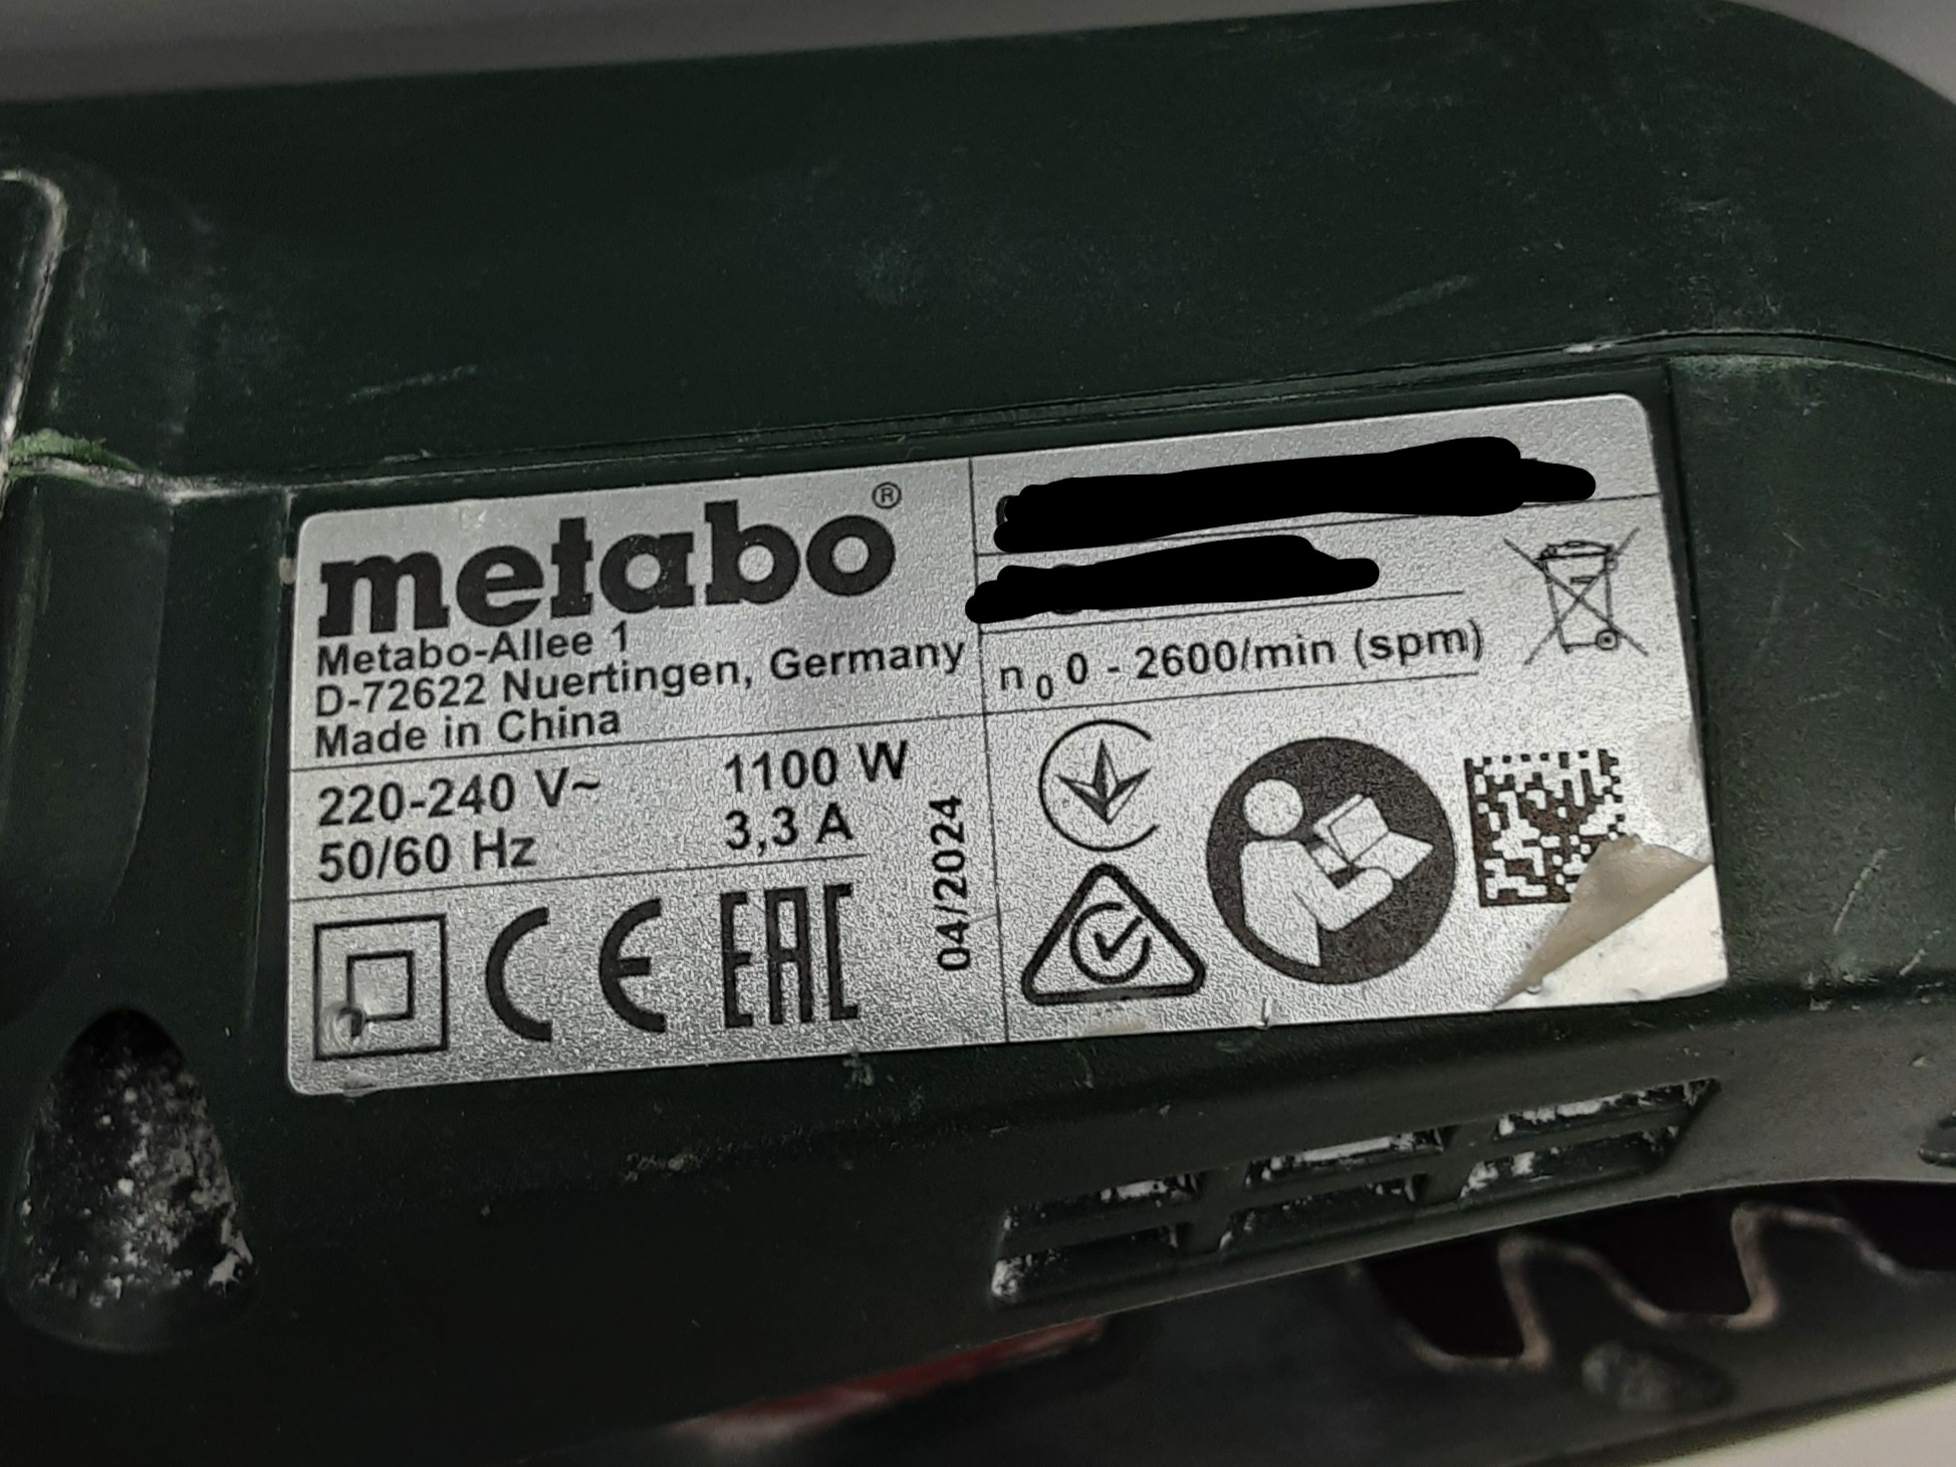 metabo®
Metabo-Allee 1
D-72622 Nuertingen, Germany
Made in China
220-240 V~ 1100 W
50/60 Hz 3,3 A
04/2024
CE EAC
n₀ 0 - 2600/min (spm)